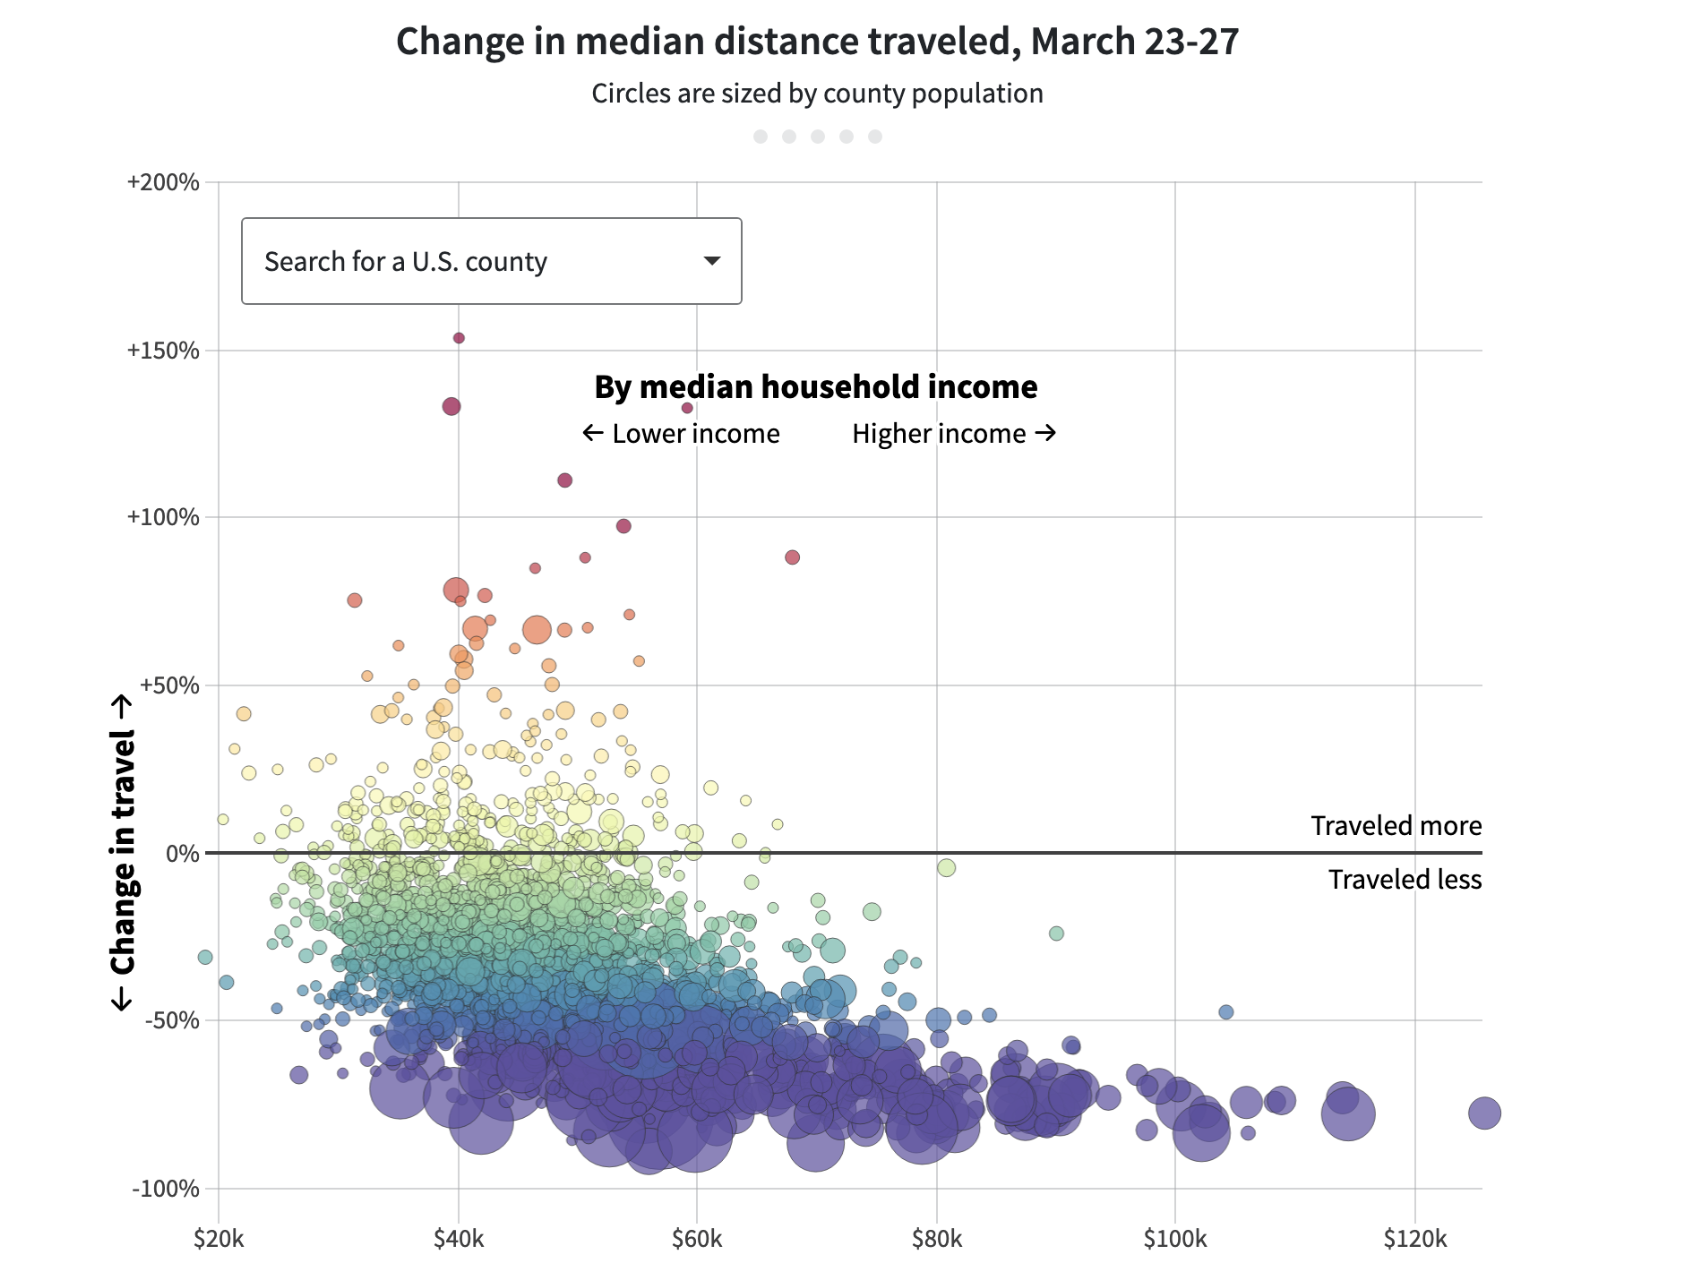 Change in median distance traveled, March 23-27
Circles are sized by county population
+200%
Search for a U.S. county
+150%
By median household income
← Lower income Higher income →
+100%
+50%
← Change in travel →
Traveled more
0%
Traveled less
-50%
-100%
$20k $40k $60k $80k $100k $120k